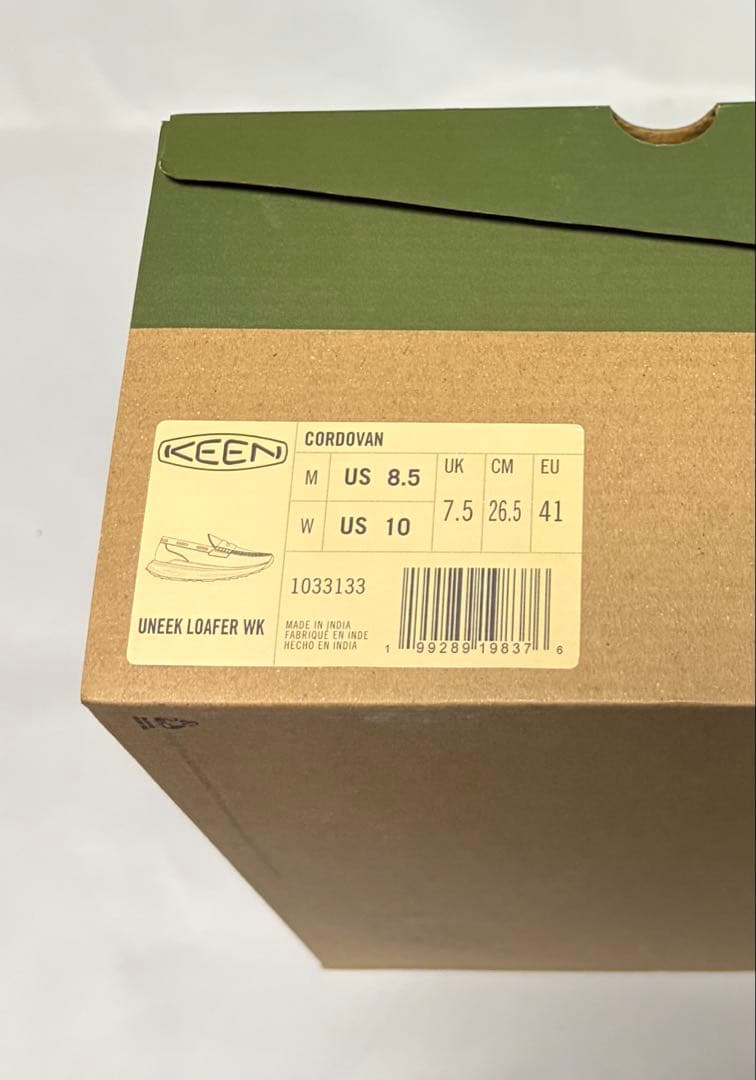 KEEN
CORDOVAN
M US 8.5
W US 10
UK
7.5
CM
26.5
EU
41
1033133
UNEEK LOAFER WK
MADE IN INDIA
FABRIQUÉ EN INDE
HECHO EN INDIA
1 99289 19837 6